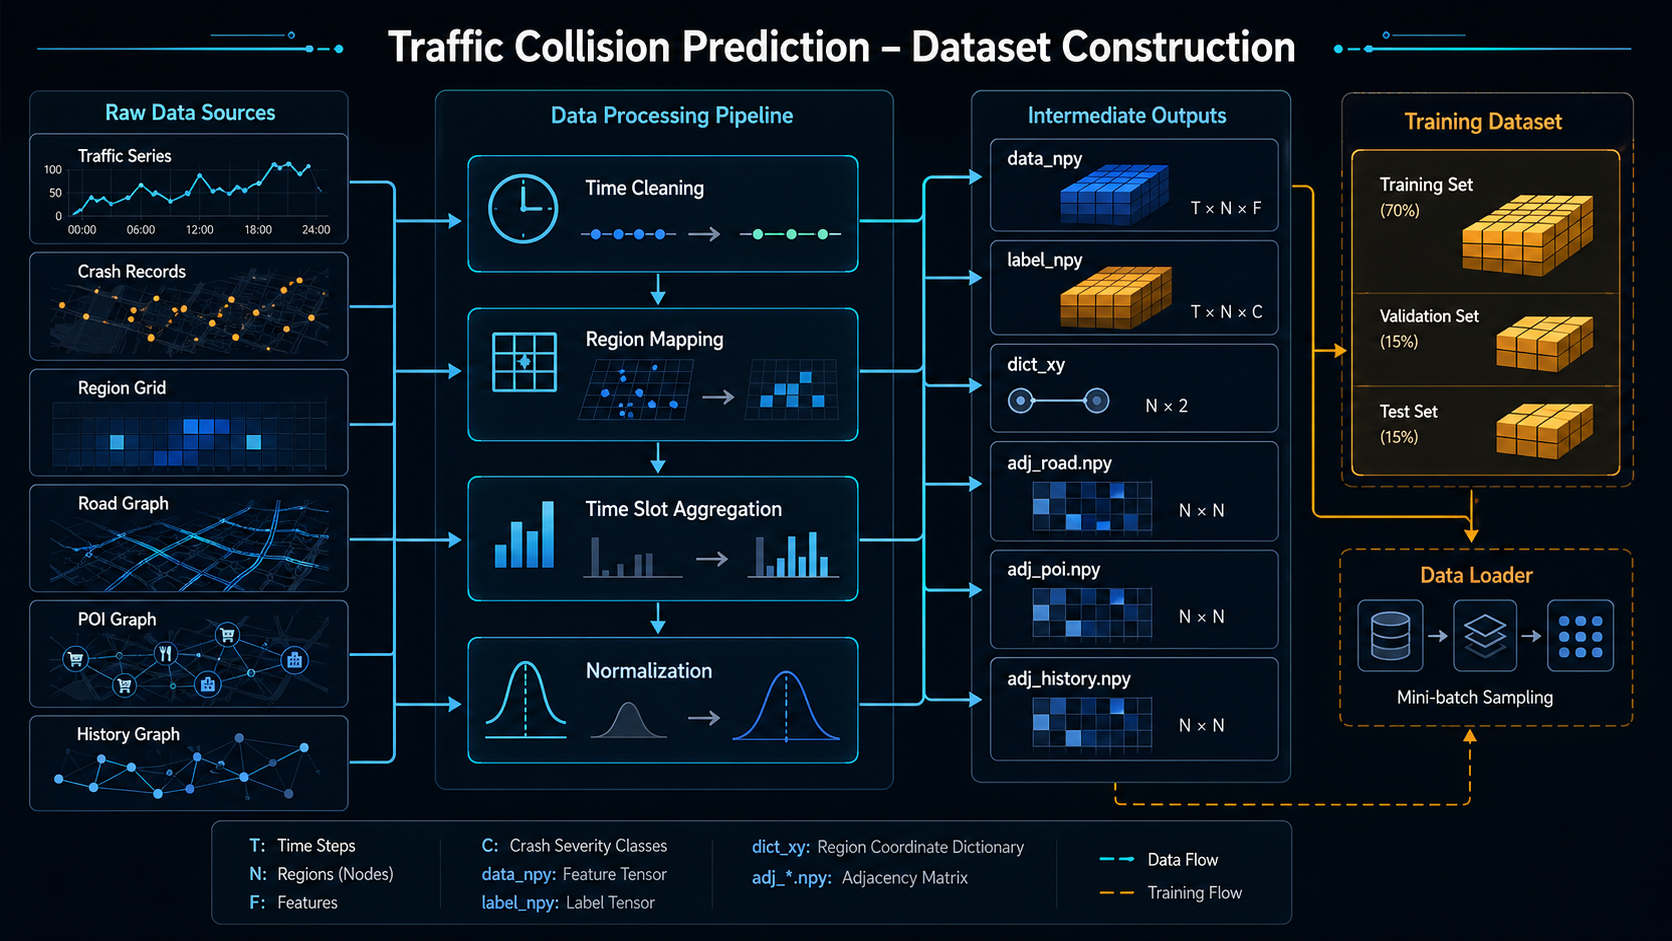 Traffic Collision Prediction – Dataset Construction
Raw Data Sources
Traffic Series
100
50
0
00:00 06:00 12:00 18:00 24:00
Crash Records
Region Grid
Road Graph
POI Graph
History Graph
Data Processing Pipeline
Time Cleaning
Region Mapping
Time Slot Aggregation
Normalization
Intermediate Outputs
data_npy
T × N × F
label_npy
T × N × C
dict_xy
N × 2
adj_road.npy
N × N
adj_poi.npy
N × N
adj_history.npy
N × N
Training Dataset
Training Set
(70%)
Validation Set
(15%)
Test Set
(15%)
Data Loader
Mini-batch Sampling
T: Time Steps
N: Regions (Nodes)
F: Features
C: Crash Severity Classes
data_npy: Feature Tensor
label_npy: Label Tensor
dict_xy: Region Coordinate Dictionary
adj_*.npy: Adjacency Matrix
Data Flow
Training Flow